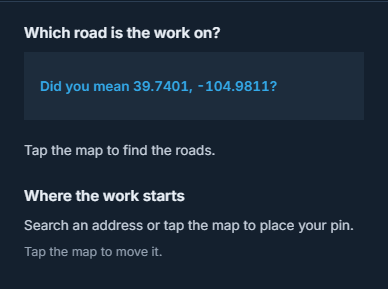 Which road is the work on?
Did you mean 39.7401, -104.9811?
Tap the map to find the roads.
Where the work starts
Search an address or tap the map to place your pin.
Tap the map to move it.